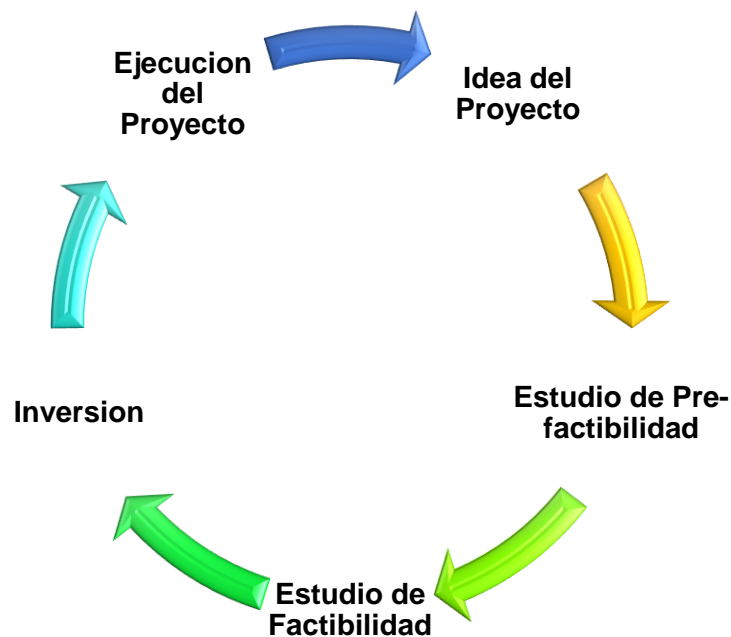 Ejecucion
del
Proyecto
Idea del
Proyecto
Estudio de Pre-
factibilidad
Estudio de
Factibilidad
Inversion